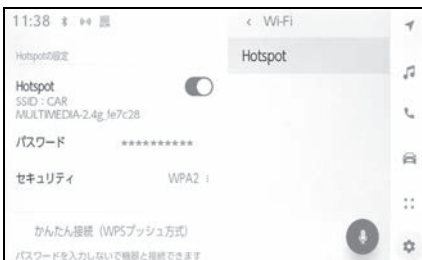 11:38
‹ Wi-Fi
Hotspotの設定
Hotspot
Hotspot
SSID：CAR
MULTIMEDIA-2.4g_fe7c28
パスワード **********
セキュリティ WPA2
かんたん接続（WPSプッシュ方式）
パスワードを入力しないで機器と接続できます